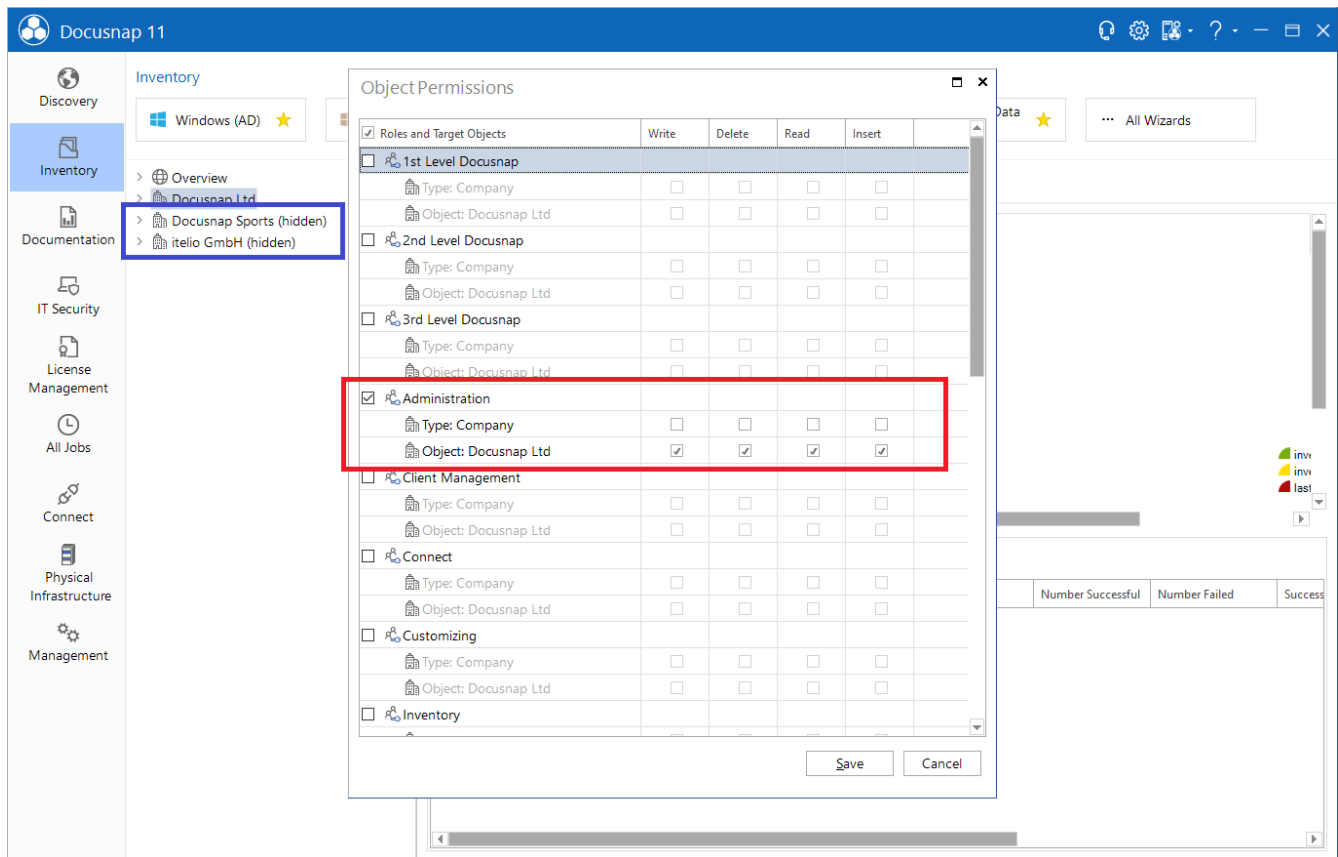 Docusnap 11
Discovery
Inventory
Documentation
IT Security
License
Management
All Jobs
Connect
Physical
Infrastructure
Management
Inventory
Windows (AD)
Data
··· All Wizards
Overview
Docusnap Ltd
Docusnap Sports (hidden)
itelio GmbH (hidden)
Object Permissions
Roles and Target Objects Write Delete Read Insert
1st Level Docusnap
Type: Company
Object: Docusnap Ltd
2nd Level Docusnap
Type: Company
Object: Docusnap Ltd
3rd Level Docusnap
Type: Company
Object: Docusnap Ltd
Administration
Type: Company
Object: Docusnap Ltd
Client Management
Type: Company
Object: Docusnap Ltd
Connect
Type: Company
Object: Docusnap Ltd
Customizing
Type: Company
Object: Docusnap Ltd
Inventory
Save Cancel
inv
inv
last
Number Successful Number Failed Success